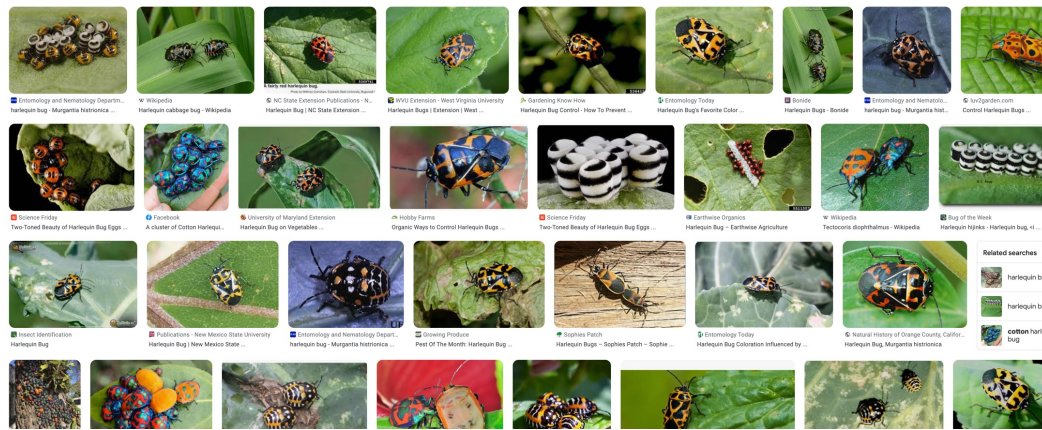 Entomology and Nematology Departm...
harlequin bug - Murgantia histrionica ...
Wikipedia
Harlequin cabbage bug - Wikipedia
A fairly red harlequin bug.
NC State Extension Publications - N...
Harlequin Bug | NC State Extension ...
WVU Extension - West Virginia University
Harlequin Bugs | Extension | West ...
Gardening Know How
Harlequin Bug Control - How To Prevent ...
Entomology Today
Harlequin Bug's Favorite Color ...
Bonide
Harlequin Bugs - Bonide
Entomology and Nematolo...
harlequin bug - Murgantia hist...
luv2garden.com
Control Harlequin Bugs ...
Science Friday
Two-Toned Beauty of Harlequin Bug Eggs ...
Facebook
A cluster of Cotton Harlequi...
University of Maryland Extension
Harlequin Bug on Vegetables ...
Hobby Farms
Organic Ways to Control Harlequin Bugs ...
Science Friday
Two-Toned Beauty of Harlequin Bug Eggs ...
Earthwise Organics
Harlequin Bug – Earthwise Agriculture
Wikipedia
Tectocoris diophthalmus - Wikipedia
Bug of the Week
Harlequin hijinks - Harlequin bug, <i ...
Insect Identification
Harlequin Bug
Publications - New Mexico State University
Harlequin Bug | New Mexico State ...
UF
Entomology and Nematology Depart...
harlequin bug - Murgantia histrionica ...
Growing Produce
Pest Of The Month: Harlequin Bug ...
Sophies Patch
Harlequin Bugs – Sophies Patch – Sophie ...
Entomology Today
Harlequin Bug Coloration Influenced by ...
Natural History of Orange County, Califor...
Harlequin Bug, Murgantia histrionica
Related searches
harlequin b
harlequin b
cotton harl
bug